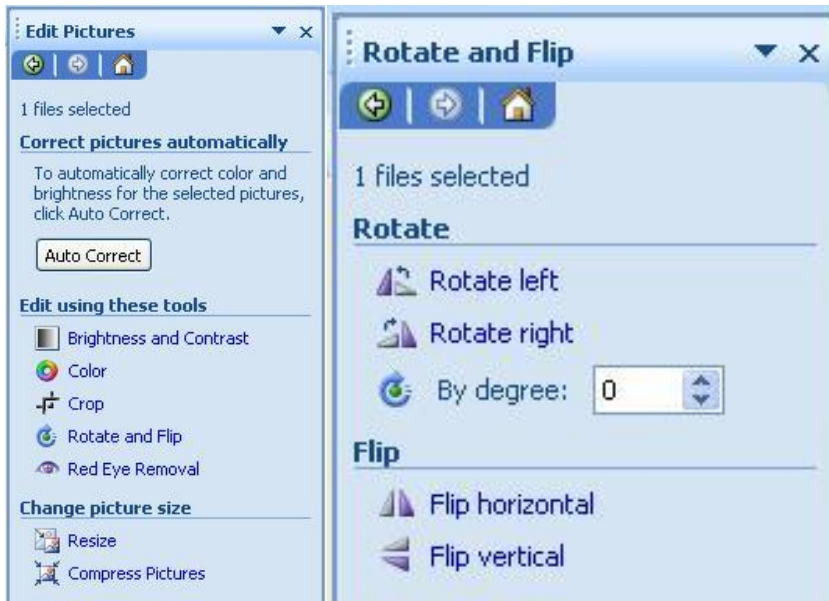 Edit Pictures
1 files selected
Correct pictures automatically
To automatically correct color and
brightness for the selected pictures,
click Auto Correct.
Auto Correct
Edit using these tools
Brightness and Contrast
Color
Crop
Rotate and Flip
Red Eye Removal
Change picture size
Resize
Compress Pictures
Rotate and Flip
1 files selected
Rotate
Rotate left
Rotate right
By degree: 0
Flip
Flip horizontal
Flip vertical